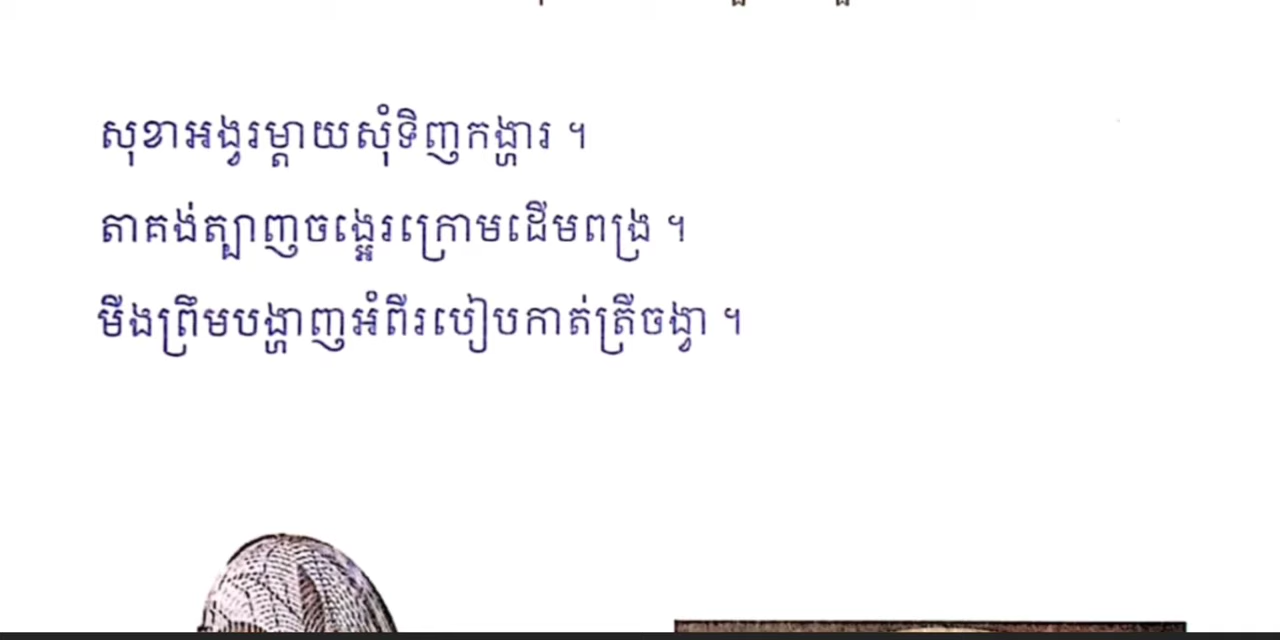 សុខាអង្វរម្ដាយសុំទិញកង្ហារ ។
តាគង់ត្បាញចង្អេរក្រោមដើមពង្រ ។
មីងព្រឹមបង្ហាញអំពីរបៀបកាត់ត្រីចង្វា ។